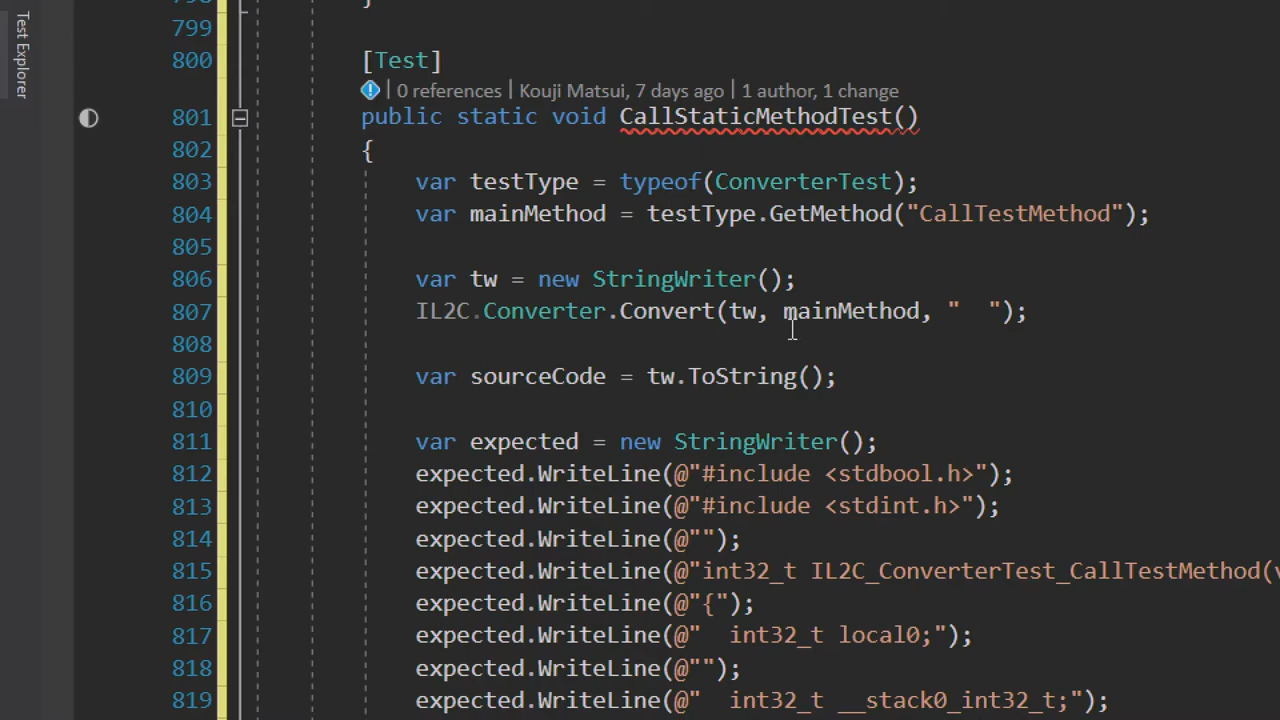 Test Explorer
799
800 [Test]
0 references | Kouji Matsui, 7 days ago | 1 author, 1 change
801 public static void CallStaticMethodTest()
802 {
803 var testType = typeof(ConverterTest);
804 var mainMethod = testType.GetMethod("CallTestMethod");
805
806 var tw = new StringWriter();
807 IL2C.Converter.Convert(tw, mainMethod, "  ");
808
809 var sourceCode = tw.ToString();
810
811 var expected = new StringWriter();
812 expected.WriteLine(@"#include <stdbool.h>");
813 expected.WriteLine(@"#include <stdint.h>");
814 expected.WriteLine(@"");
815 expected.WriteLine(@"int32_t IL2C_ConverterTest_CallTestMethod(
816 expected.WriteLine(@"{");
817 expected.WriteLine(@"  int32_t local0;");
818 expected.WriteLine(@"");
819 expected.WriteLine(@"  int32_t __stack0_int32_t;");